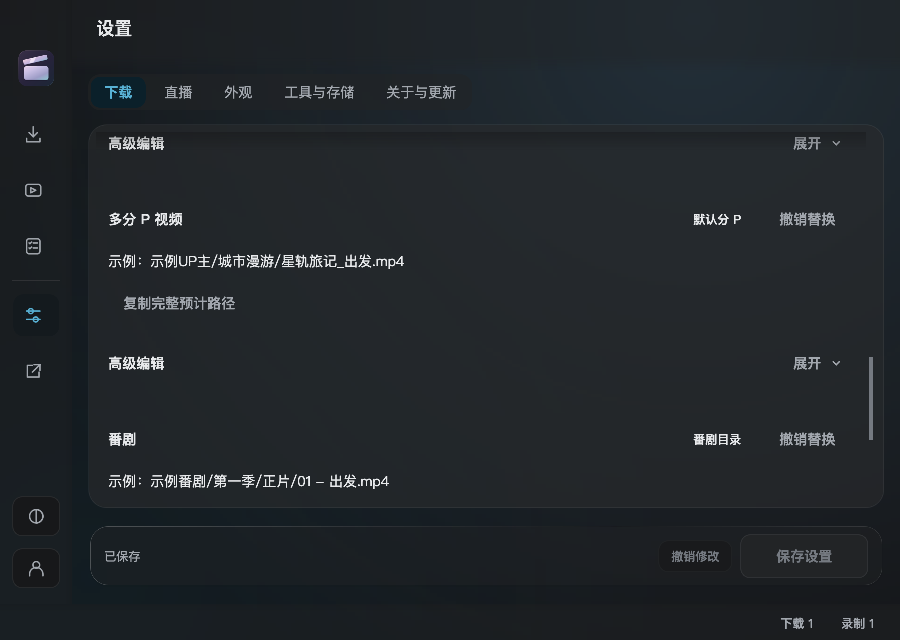 设置
下载 直播 外观 工具与存储 关于与更新
高级编辑 展开
多分 P 视频 默认分 P 撤销替换
示例：示例UP主/城市漫游/星轨旅记_出发.mp4
复制完整预计路径
高级编辑 展开
番剧 番剧目录 撤销替换
示例：示例番剧/第一季/正片/01 – 出发.mp4
已保存 撤销修改 保存设置
下载 1 录制 1